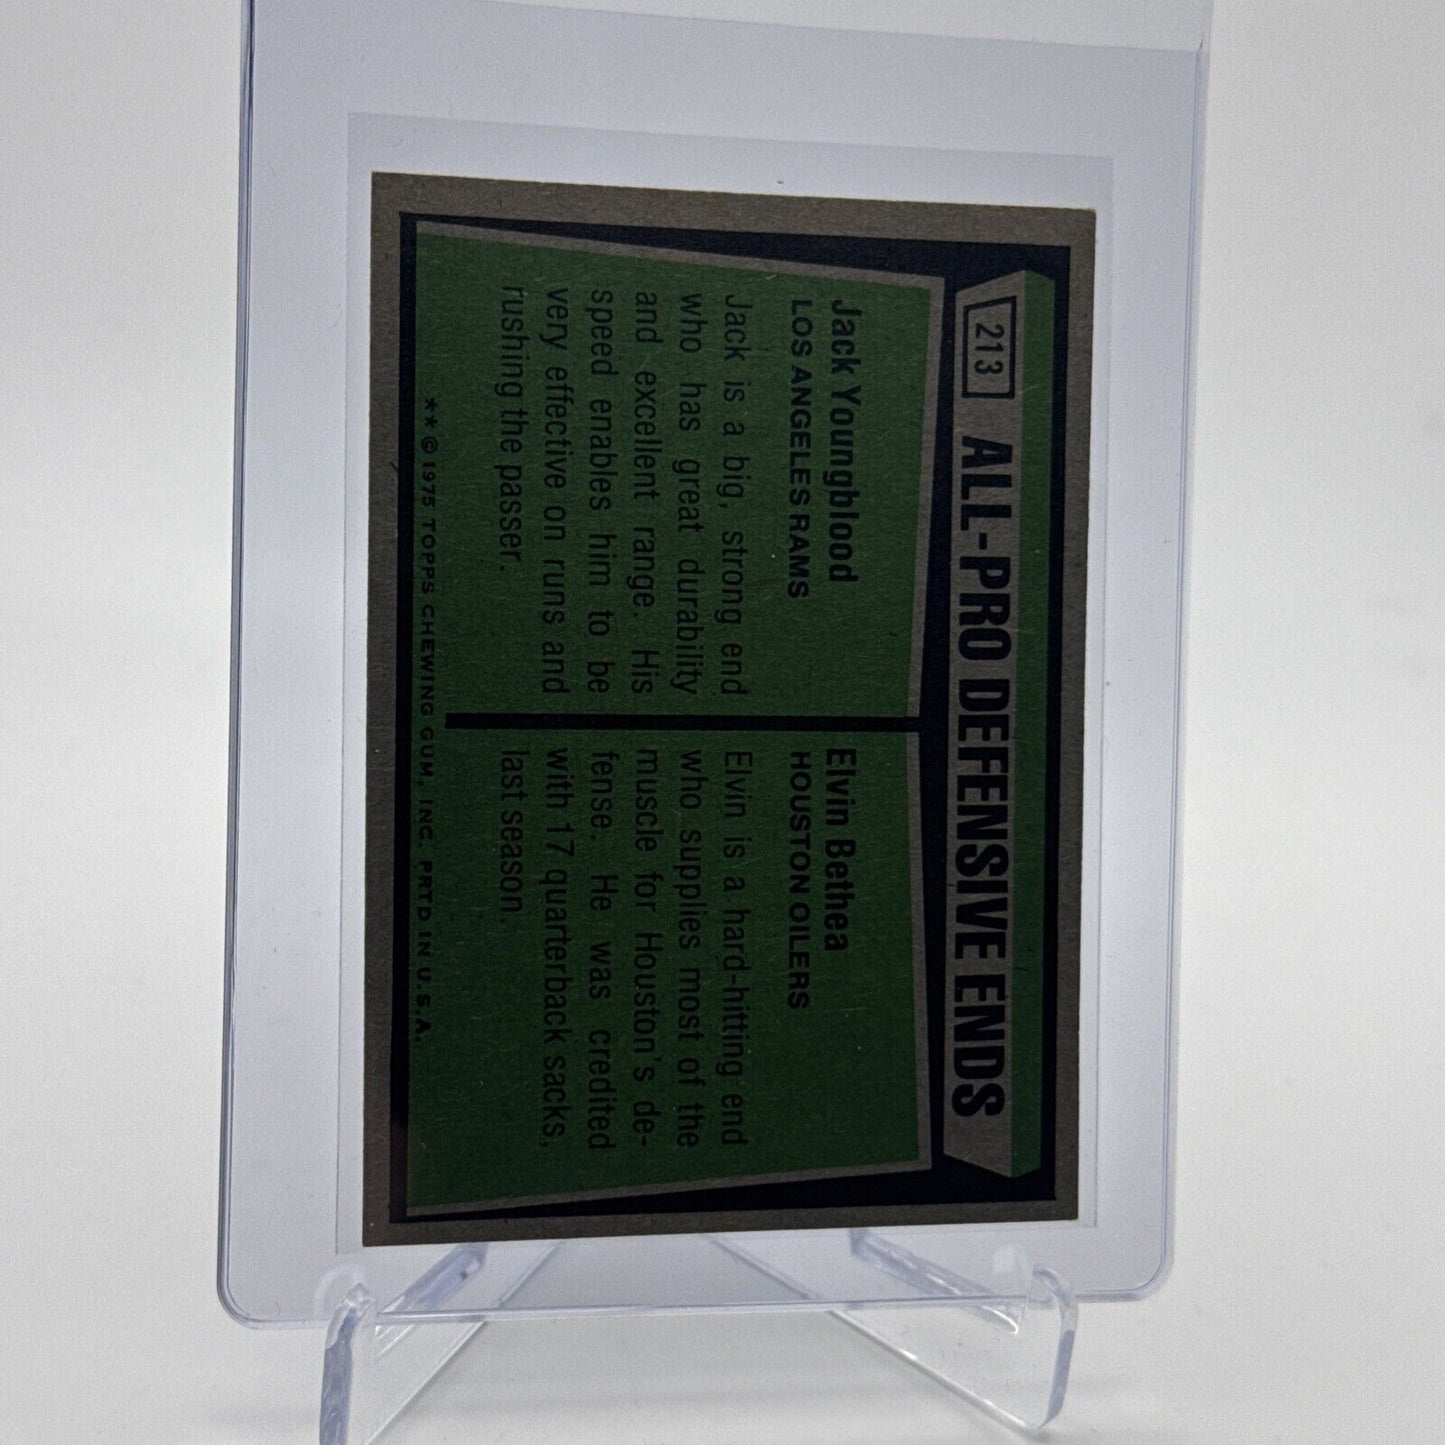 213 ALL-PRO DEFENSIVE ENDS
Jack Youngblood
LOS ANGELES RAMS
Jack is a big, strong end
who has great durability
and excellent range. His
speed enables him to be
very effective on runs and
rushing the passer.
Elvin Bethea
HOUSTON OILERS
Elvin is a hard-hitting end
who supplies most of the
muscle for Houston's de-
fense. He was credited
with 17 quarterback sacks,
last season.
** © 1975 TOPPS CHEWING GUM, INC. PRTD IN U.S.A.